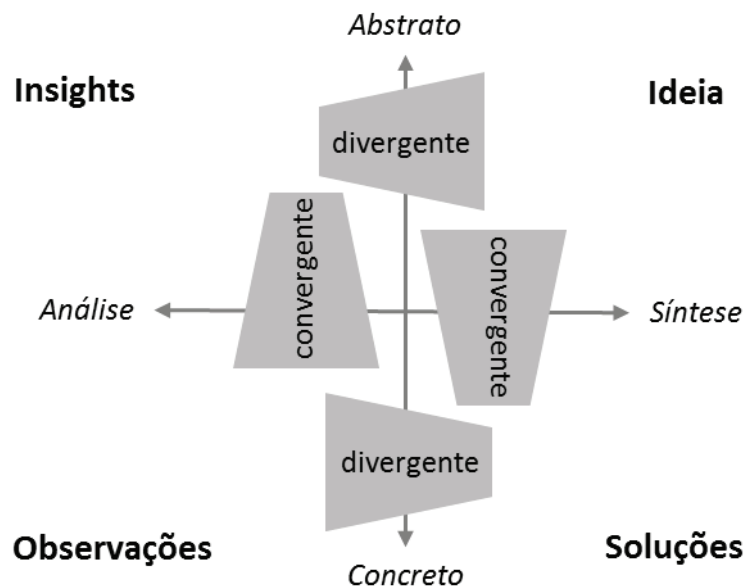 Abstrato
Insights
Ideia
divergente
convergente
convergente
Análise
Síntese
divergente
Observações
Soluções
Concreto